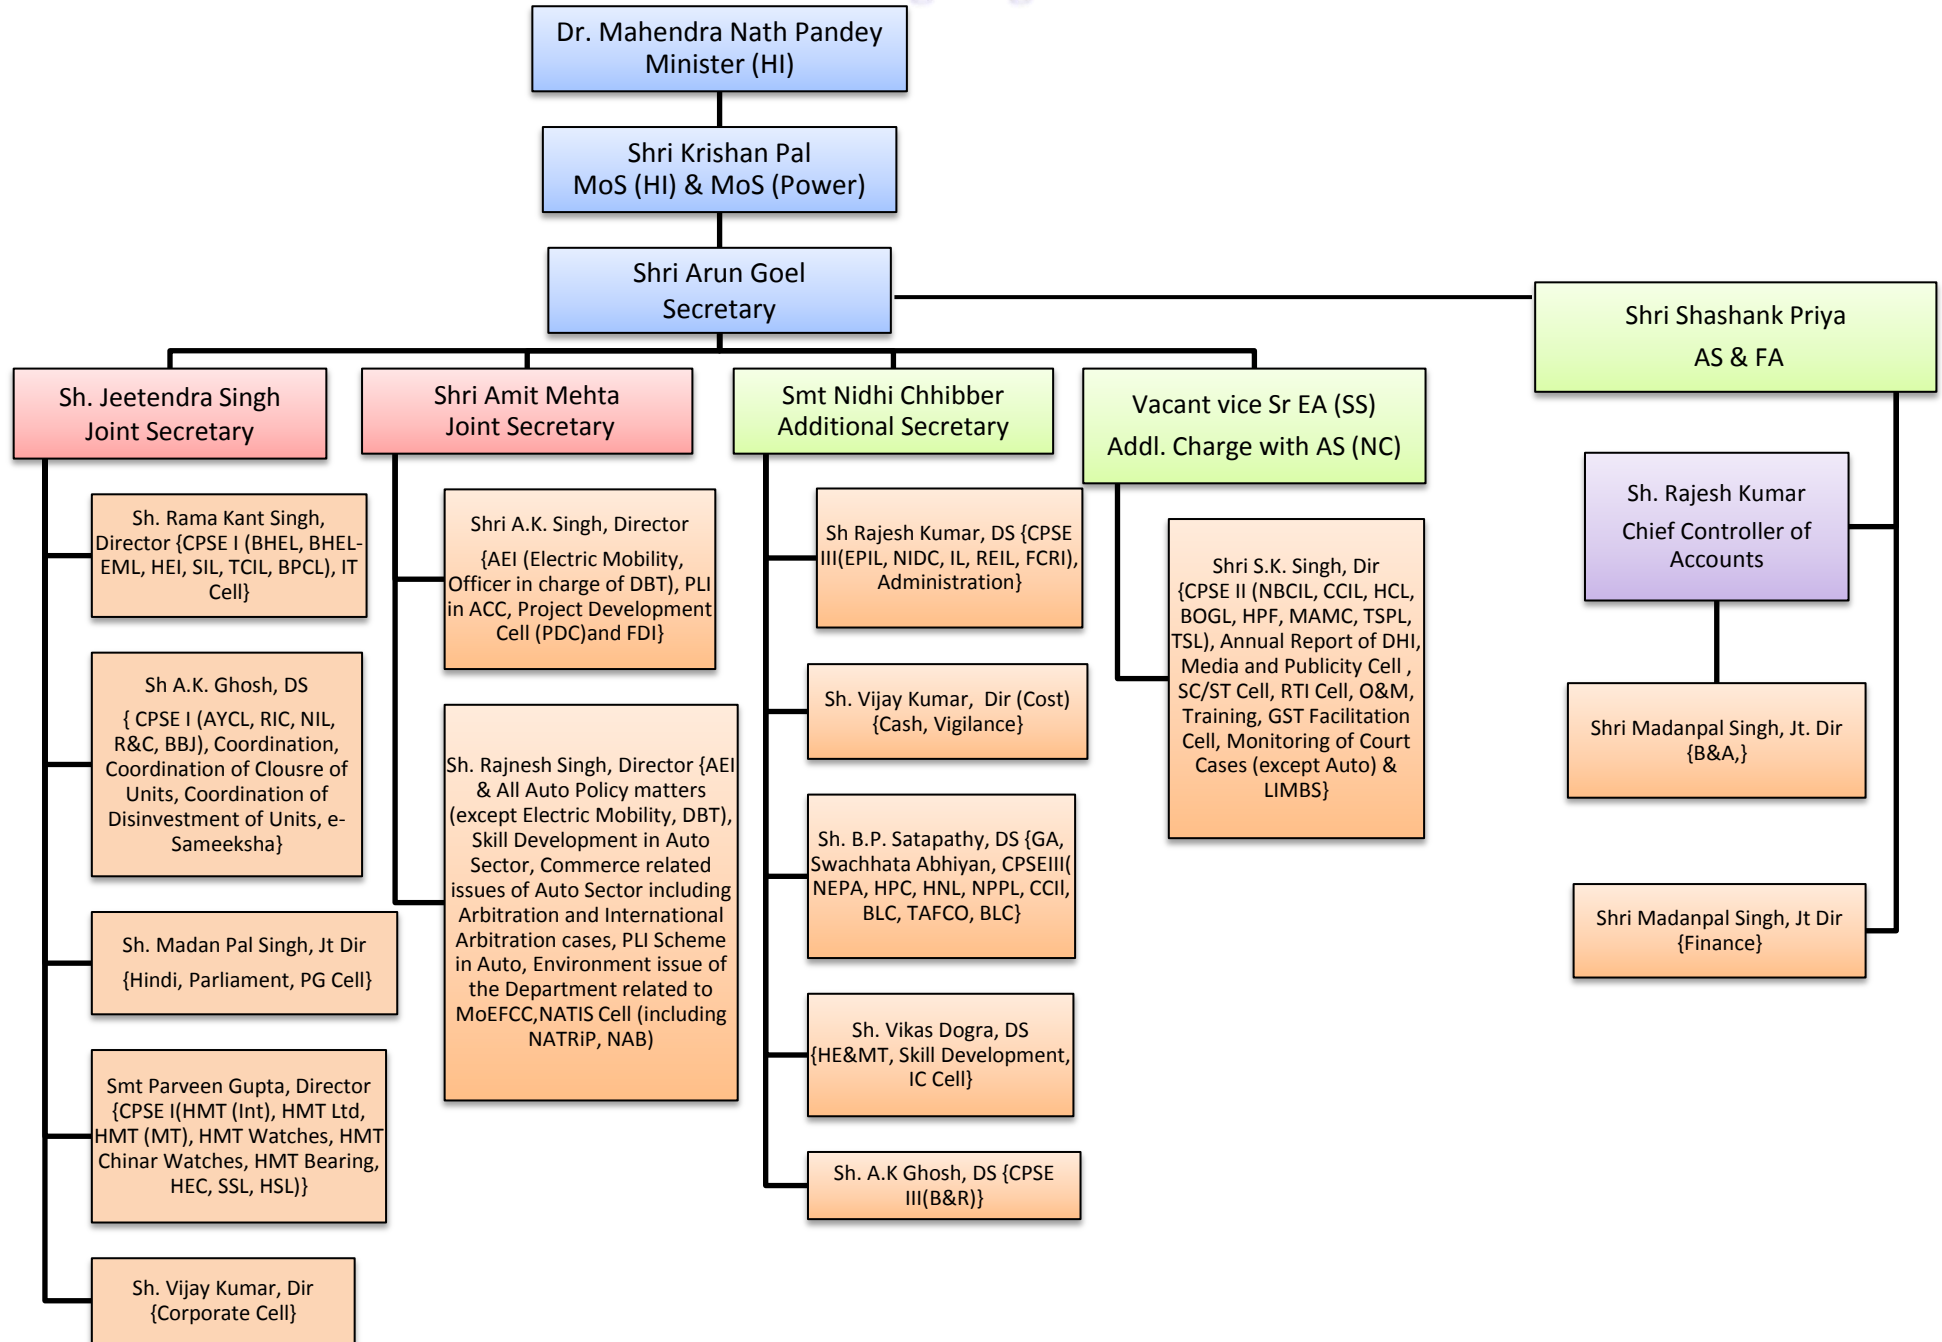 Dr. Mahendra Nath Pandey
Minister (HI)
Shri Krishan Pal
MoS (HI) & MoS (Power)
Shri Arun Goel
Secretary
Shri Shashank Priya
AS & FA
Sh. Jeetendra Singh
Joint Secretary
Shri Amit Mehta
Joint Secretary
Smt Nidhi Chhibber
Additional Secretary
Vacant vice Sr EA (SS)
Addl. Charge with AS (NC)
Sh. Rama Kant Singh,
Director {CPSE I (BHEL, BHEL-
EML, HEI, SIL, TCIL, BPCL), IT
Cell}
Sh A.K. Ghosh, DS
{ CPSE I (AYCL, RIC, NIL,
R&C, BBJ), Coordination,
Coordination of Clousre of
Units, Coordination of
Disinvestment of Units, e-
Sameeksha}
Sh. Madan Pal Singh, Jt Dir
{Hindi, Parliament, PG Cell}
Smt Parveen Gupta, Director
{CPSE I(HMT (Int), HMT Ltd,
HMT (MT), HMT Watches, HMT
Chinar Watches, HMT Bearing,
HEC, SSL, HSL)}
Sh. Vijay Kumar, Dir
{Corporate Cell}
Shri A.K. Singh, Director
{AEI (Electric Mobility,
Officer in charge of DBT), PLI
in ACC, Project Development
Cell (PDC)and FDI}
Sh. Rajnesh Singh, Director {AEI
& All Auto Policy matters
(except Electric Mobility, DBT),
Skill Development in Auto
Sector, Commerce related
issues of Auto Sector including
Arbitration and International
Arbitration cases, PLI Scheme
in Auto, Environment issue of
the Department related to
MoEFCC,NATIS Cell (including
NATRiP, NAB)
Sh Rajesh Kumar, DS {CPSE
III(EPIL, NIDC, IL, REIL, FCRI),
Administration}
Sh. Vijay Kumar, Dir (Cost)
{Cash, Vigilance}
Sh. B.P. Satapathy, DS {GA,
Swachhata Abhiyan, CPSEIII(
NEPA, HPC, HNL, NPPL, CCIl,
BLC, TAFCO, BLC}
Sh. Vikas Dogra, DS
{HE&MT, Skill Development,
IC Cell}
Sh. A.K Ghosh, DS {CPSE
III(B&R)}
Shri S.K. Singh, Dir
{CPSE II (NBCIL, CCIL, HCL,
BOGL, HPF, MAMC, TSPL,
TSL), Annual Report of DHI,
Media and Publicity Cell ,
SC/ST Cell, RTI Cell, O&M,
Training, GST Facilitation
Cell, Monitoring of Court
Cases (except Auto) &
LIMBS}
Sh. Rajesh Kumar
Chief Controller of
Accounts
Shri Madanpal Singh, Jt. Dir
{B&A,}
Shri Madanpal Singh, Jt Dir
{Finance}